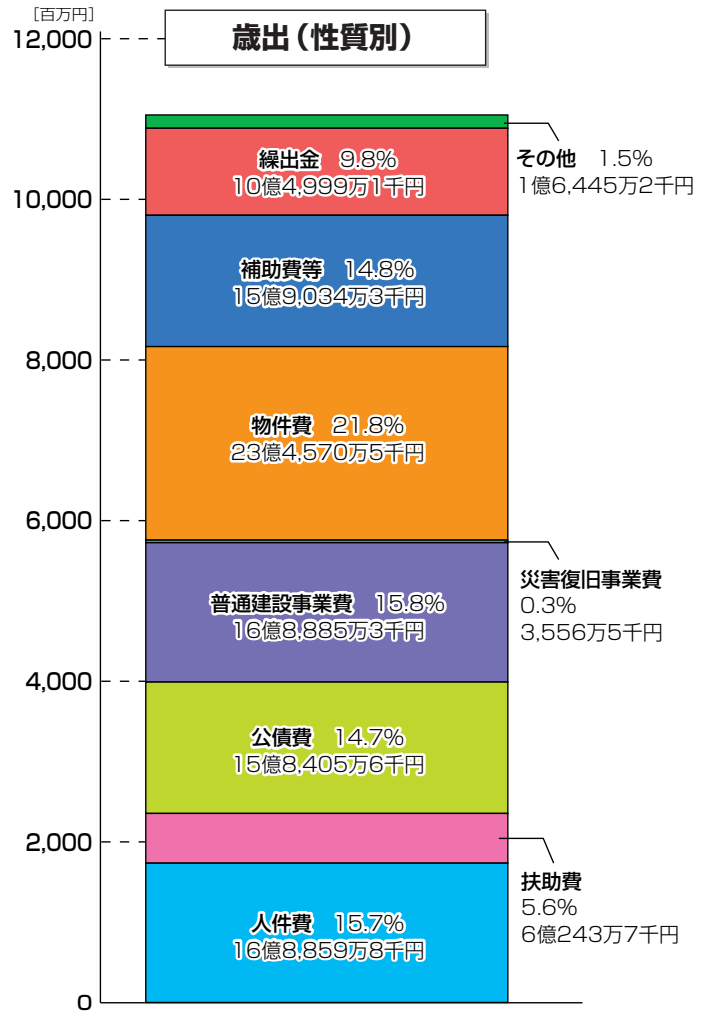 [百万円]
歳出(性質別)
12,000
10,000
8,000
6,000
4,000
2,000
0
その他 1.5%
1億6,445万2千円
繰出金 9.8%
10億4,999万1千円
補助費等 14.8%
15億9,034万3千円
物件費 21.8%
23億4,570万5千円
災害復旧事業費
0.3%
3,556万5千円
普通建設事業費 15.8%
16億8,885万3千円
公債費 14.7%
15億8,405万6千円
扶助費
5.6%
6億243万7千円
人件費 15.7%
16億8,859万8千円